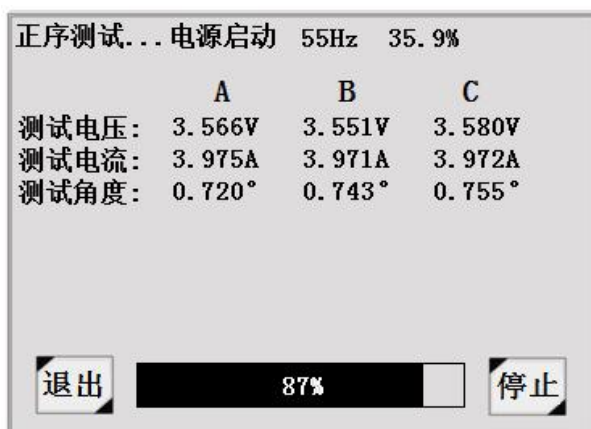 正序测试...电源启动 55Hz 35.9%
A B C
测试电压: 3.566V 3.551V 3.580V
测试电流: 3.975A 3.971A 3.972A
测试角度: 0.720° 0.743° 0.755°
退出 87% 停止